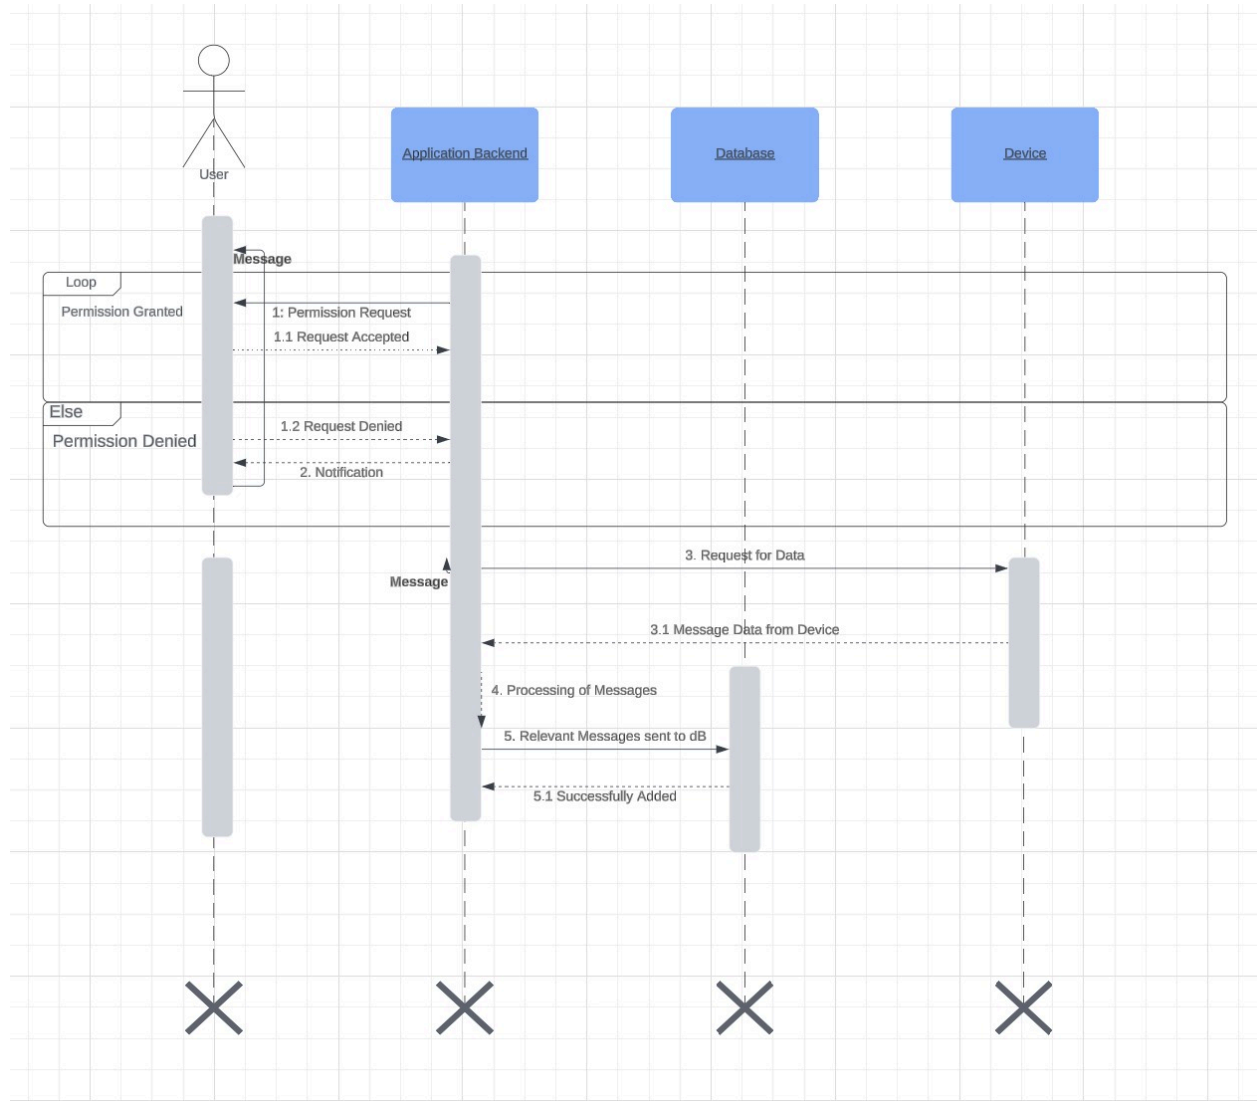 Application Backend
Database
Device
User
Message
Loop
Permission Granted
1: Permission Request
1.1 Request Accepted
Else
Permission Denied
1.2 Request Denied
2. Notification
3. Request for Data
Message
3.1 Message Data from Device
4. Processing of Messages
5. Relevant Messages sent to dB
5.1 Successfully Added